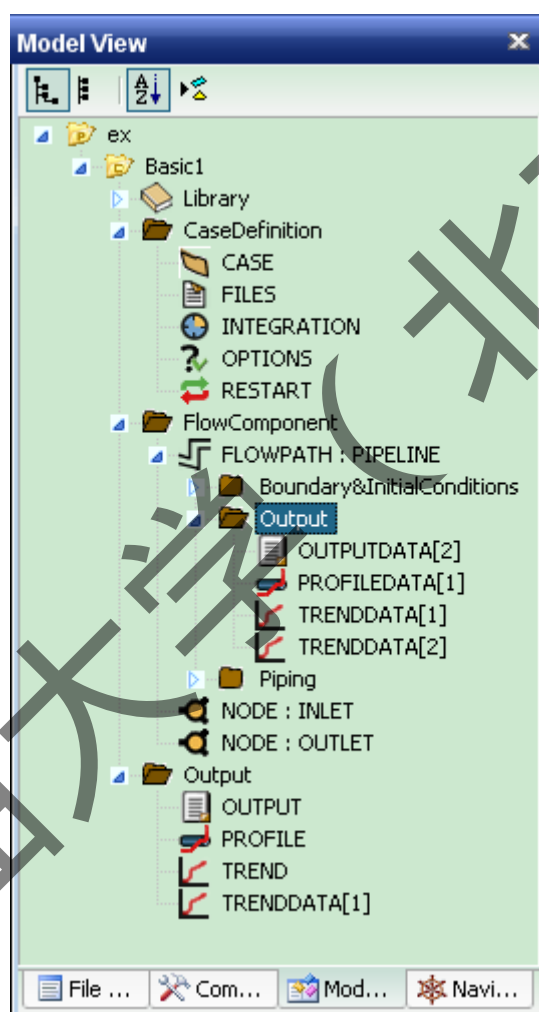 Model View
ex
Basic1
Library
CaseDefinition
CASE
FILES
INTEGRATION
OPTIONS
RESTART
FlowComponent
FLOWPATH : PIPELINE
Boundary&InitialConditions
Output
OUTPUTDATA[2]
PROFILEDATA[1]
TRENDDATA[1]
TRENDDATA[2]
Piping
NODE : INLET
NODE : OUTLET
Output
OUTPUT
PROFILE
TREND
TRENDDATA[1]
File ... Com... Mod... Navi...
大学（